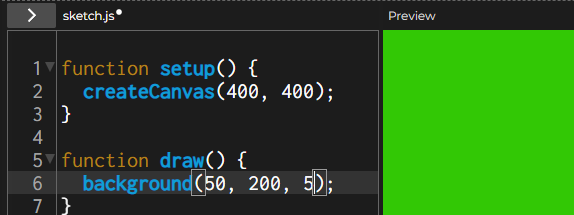 sketch.js Preview
1 function setup() {
2 createCanvas(400, 400);
3 }
4
5 function draw() {
6 background(50, 200, 5);
7 }